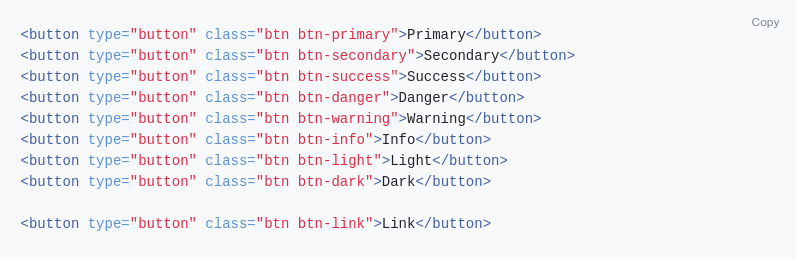 Copy
<button type="button" class="btn btn-primary">Primary</button>
<button type="button" class="btn btn-secondary">Secondary</button>
<button type="button" class="btn btn-success">Success</button>
<button type="button" class="btn btn-danger">Danger</button>
<button type="button" class="btn btn-warning">Warning</button>
<button type="button" class="btn btn-info">Info</button>
<button type="button" class="btn btn-light">Light</button>
<button type="button" class="btn btn-dark">Dark</button>
<button type="button" class="btn btn-link">Link</button>